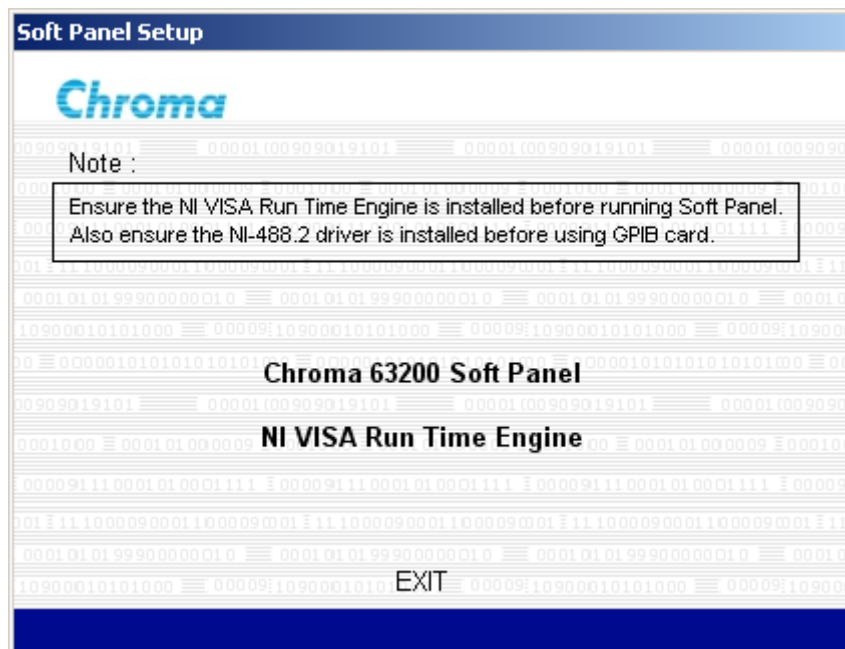 Soft Panel Setup
Chroma
Note :
Ensure the NI VISA Run Time Engine is installed before running Soft Panel.
Also ensure the NI-488.2 driver is installed before using GPIB card.
Chroma 63200 Soft Panel
NI VISA Run Time Engine
EXIT